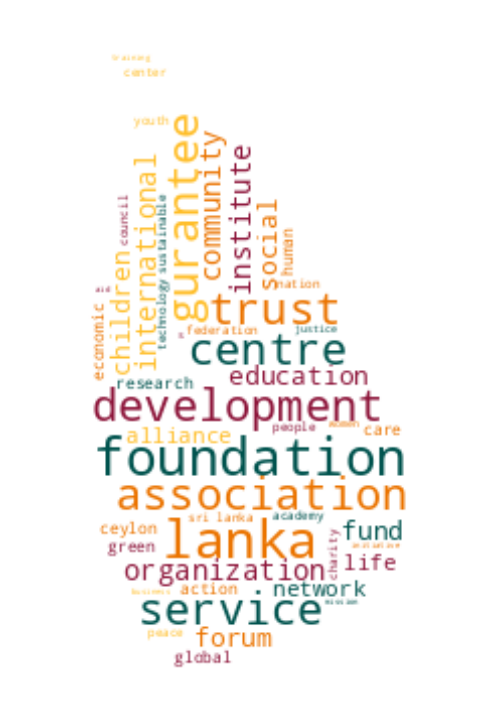 training
center
youth
gurantee
community
institute
international
council
sustainable
technology
children
social
human
nation
economic
trust
federation
justice
centre
education
research
development
people
women
care
alliance
foundation
association
sri lanka
academy
ceylon
lanka
fund
green
charity
initiative
organization
life
action
network
business
mission
service
peace
forum
global